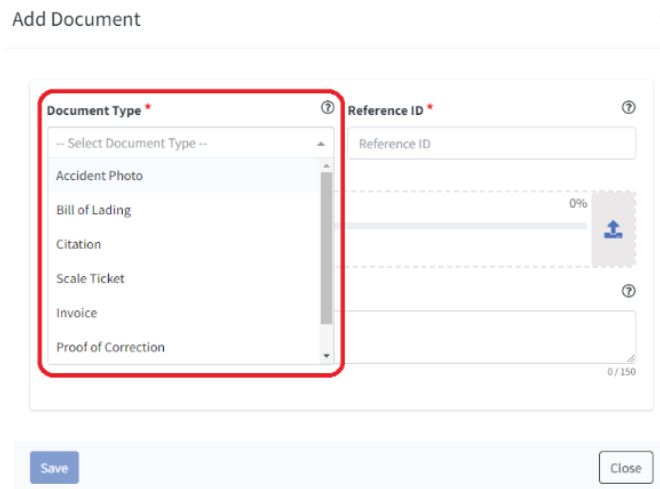 Add Document
Document Type * ? Reference ID * ?
-- Select Document Type -- Reference ID
Accident Photo
Bill of Lading
0%
Citation
Scale Ticket
?
Invoice
Proof of Correction
0 / 150
Save Close